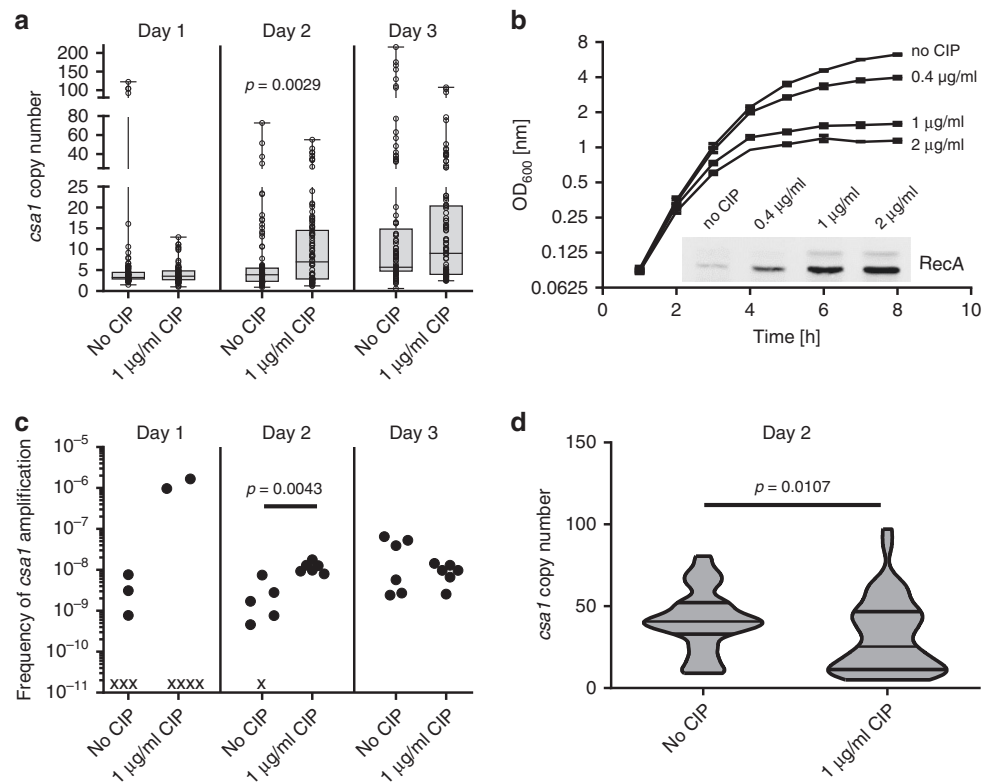 a
Day 1
Day 2
Day 3
p = 0.0029
csa1 copy number
200
150
100
80
60
40
25
20
15
10
5
0
No CIP
1 µg/ml CIP
No CIP
1 µg/ml CIP
No CIP
1 µg/ml CIP
b
OD600 [nm]
8
4
2
1
0.5
0.25
0.125
0.0625
no CIP
0.4 µg/ml
1 µg/ml
2 µg/ml
no CIP
0.4 µg/ml
1 µg/ml
2 µg/ml
RecA
0
2
4
6
8
10
Time [h]
c
Day 1
Day 2
Day 3
p = 0.0043
Frequency of csa1 amplification
10–5
10–6
10–7
10–8
10–9
10–10
10–11
xxx
xxxx
x
No CIP
1 µg/ml CIP
No CIP
1 µg/ml CIP
No CIP
1 µg/ml CIP
d
Day 2
p = 0.0107
csa1 copy number
150
100
50
0
No CIP
1 µg/ml CIP